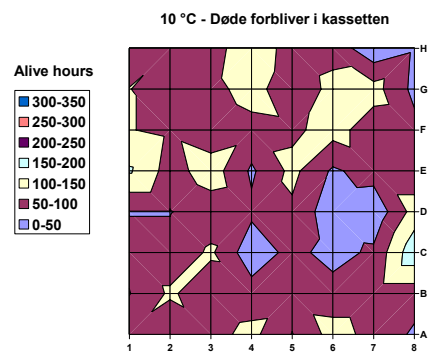 10 °C - Døde forbliver i kassetten
Alive hours
300-350
250-300
200-250
150-200
100-150
50-100
0-50
H
G
F
E
D
C
B
A
1 2 3 4 5 6 7 8